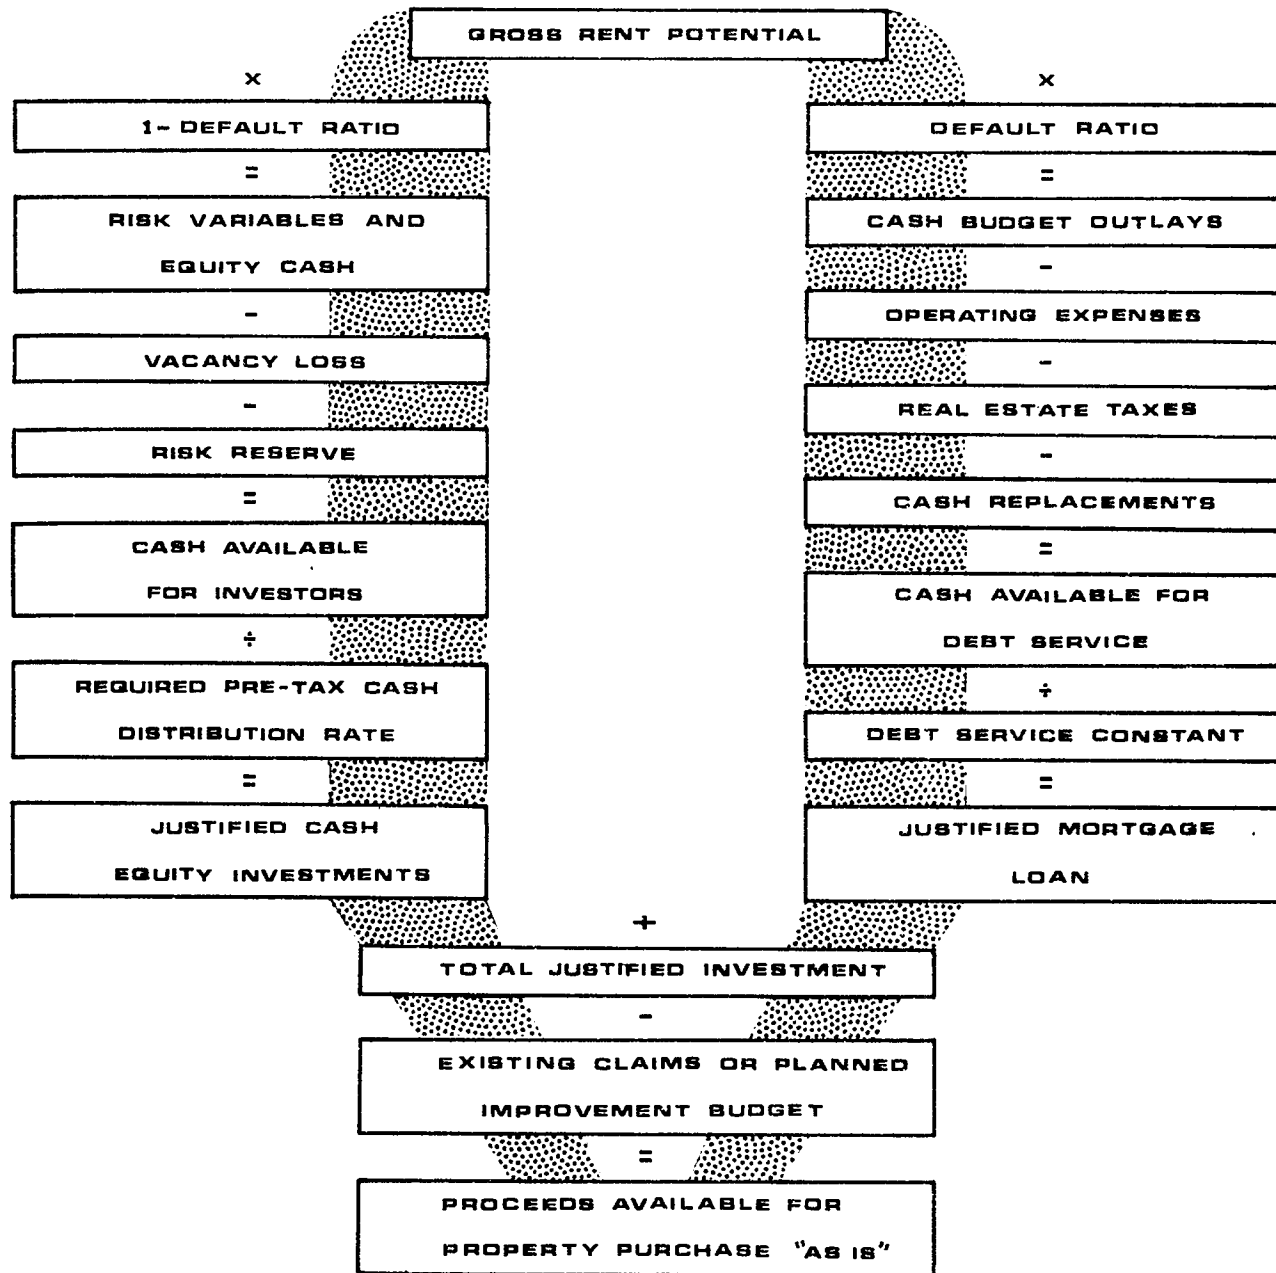 GROSS RENT POTENTIAL
×
1- DEFAULT RATIO
=
RISK VARIABLES AND
EQUITY CASH
-
VACANCY LOSS
-
RISK RESERVE
=
CASH AVAILABLE
FOR INVESTORS
÷
REQUIRED PRE-TAX CASH
DISTRIBUTION RATE
=
JUSTIFIED CASH
EQUITY INVESTMENTS
×
DEFAULT RATIO
=
CASH BUDGET OUTLAYS
-
OPERATING EXPENSES
-
REAL ESTATE TAXES
-
CASH REPLACEMENTS
=
CASH AVAILABLE FOR
DEBT SERVICE
÷
DEBT SERVICE CONSTANT
=
JUSTIFIED MORTGAGE
LOAN
+
TOTAL JUSTIFIED INVESTMENT
-
EXISTING CLAIMS OR PLANNED
IMPROVEMENT BUDGET
=
PROCEEDS AVAILABLE FOR
PROPERTY PURCHASE "AS IS"